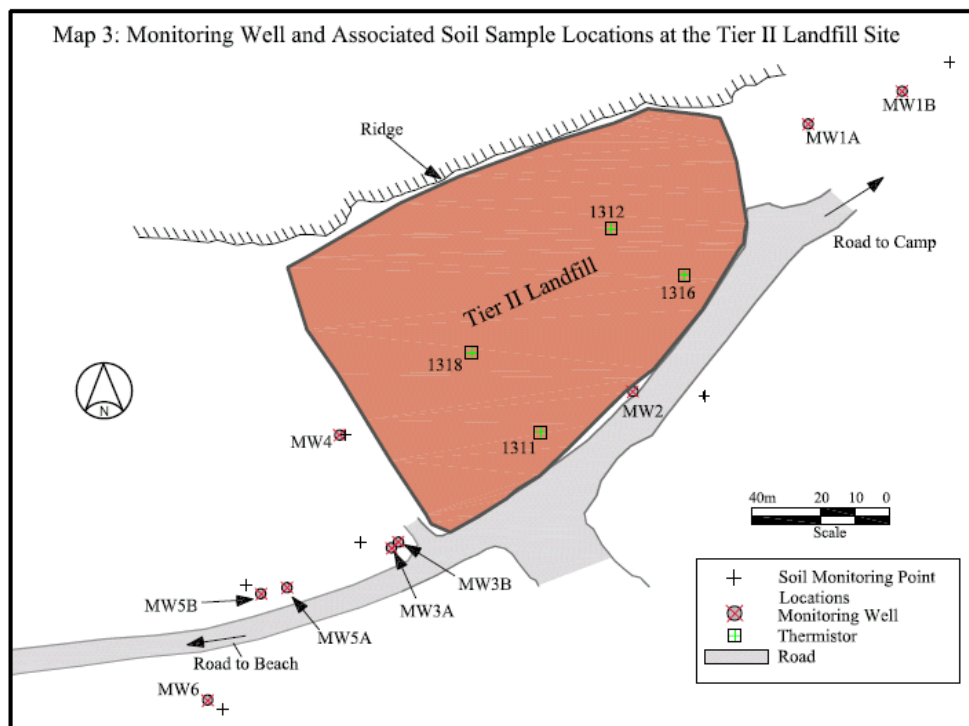 Map 3: Monitoring Well and Associated Soil Sample Locations at the Tier II Landfill Site
MW1B
MW1A
Ridge
1312
Road to Camp
Tier II Landfill
1316
1318
MW2
N
MW4
1311
40m 20 10 0
Scale
MW3B
MW3A
MW5B
MW5A
Road to Beach
MW6
Soil Monitoring Point
Locations
Monitoring Well
Thermistor
Road